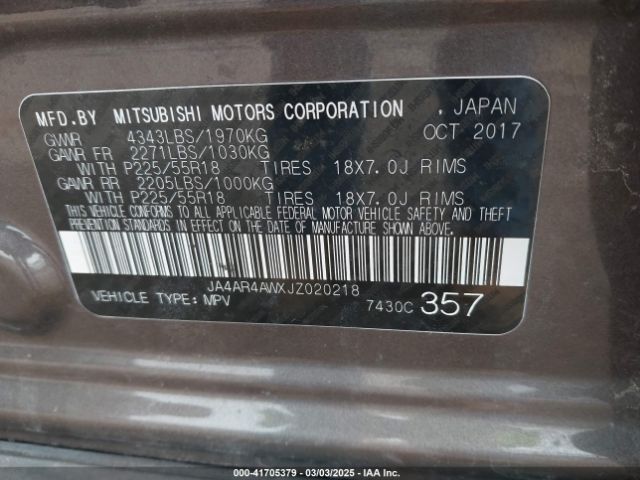 MFD.BY MITSUBISHI MOTORS CORPORATION . JAPAN
GVWR 4343LBS/1970KG OCT 2017
GAWR FR 2271LBS/1030KG
WITH P225/55R18 TIRES 18X7.0J RIMS
GAWR RR 2205LBS/1000KG
WITH P225/55R18 TIRES 18X7.0J RIMS
THIS VEHICLE CONFORMS TO ALL APPLICABLE FEDERAL MOTOR VEHICLE SAFETY AND THEFT
PREVENTION STANDARDS IN EFFECT ON THE DATE OF MANUFACTURE SHOWN ABOVE.
JA4AR4AWXJZ020218
VEHICLE TYPE: MPV 7430C 357
000-41705379 - 03/03/2025 - IAA Inc.